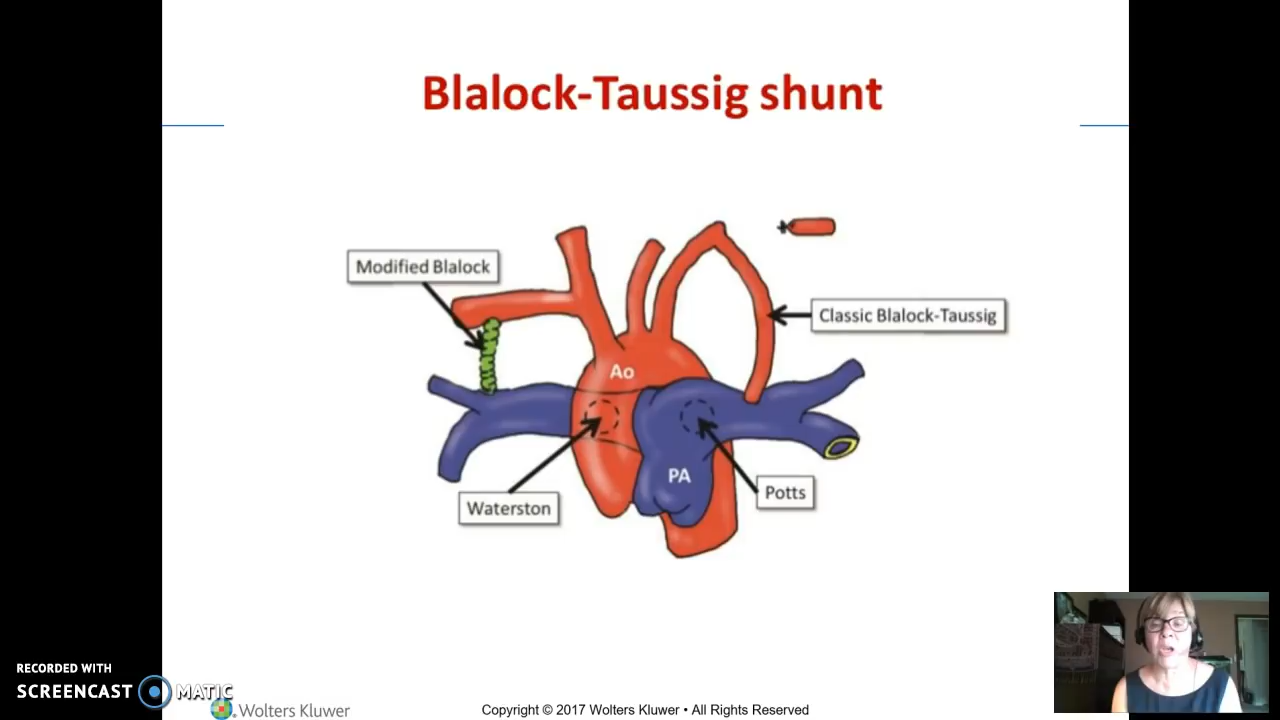 Blalock-Taussig shunt
Modified Blalock
Classic Blalock-Taussig
Ao
PA
Waterston
Potts
RECORDED WITH
SCREENCAST MATIC
Wolters Kluwer
Copyright © 2017 Wolters Kluwer • All Rights Reserved